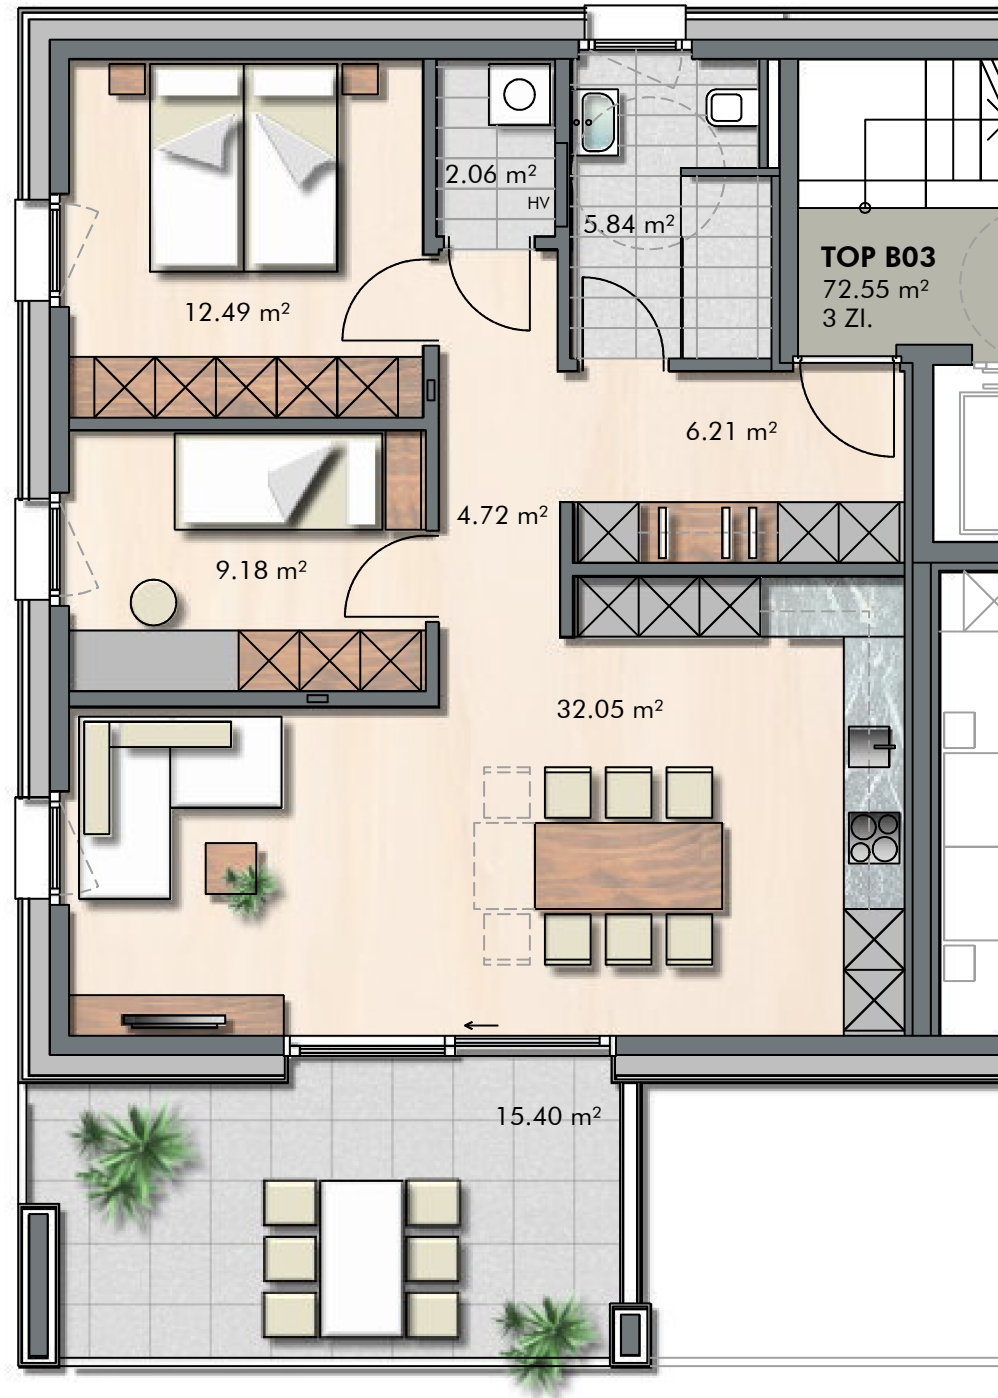 2.06 m²
HV
5.84 m²
TOP B03
72.55 m²
3 ZI.
12.49 m²
6.21 m²
4.72 m²
9.18 m²
32.05 m²
15.40 m²